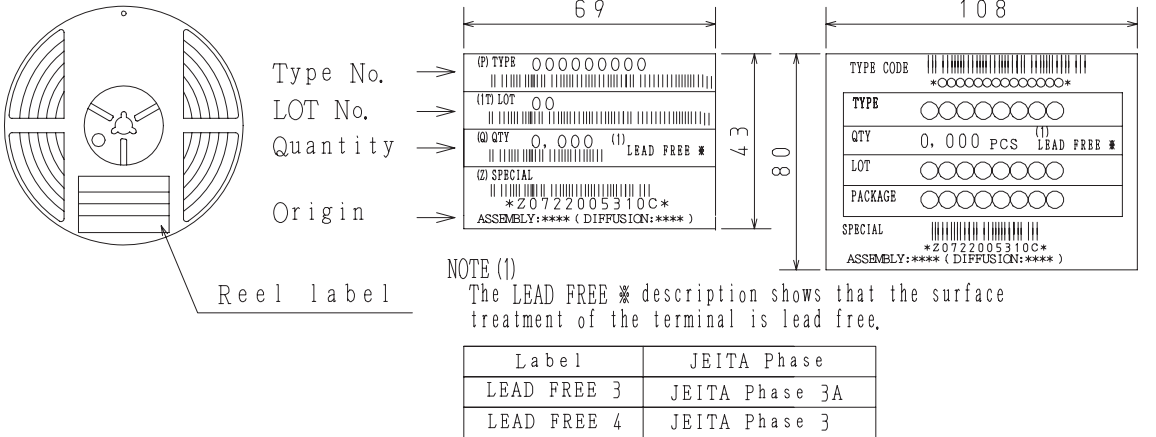 Type No.
LOT No.
Quantity
Origin
Reel label
69
43
(P) TYPE 000000000
(1T) LOT 00
(Q) QTY 0,000 (1) LEAD FREE ※
(Z) SPECIAL
*Z0722005310C*
ASSEMBLY:**** (DIFFUSION:****)
108
80
TYPE CODE
*○○○○○○○○○○○○○○*
TYPE ○○○○○○○○
QTY 0,000 PCS (1) LEAD FREE ※
LOT ○○○○○○○○
PACKAGE ○○○○○○○○
SPECIAL
*Z0722005310C*
ASSEMBLY:**** (DIFFUSION:****)
NOTE (1)
The LEAD FREE ※ description shows that the surface
treatment of the terminal is lead free.
Label JEITA Phase
LEAD FREE 3 JEITA Phase 3A
LEAD FREE 4 JEITA Phase 3